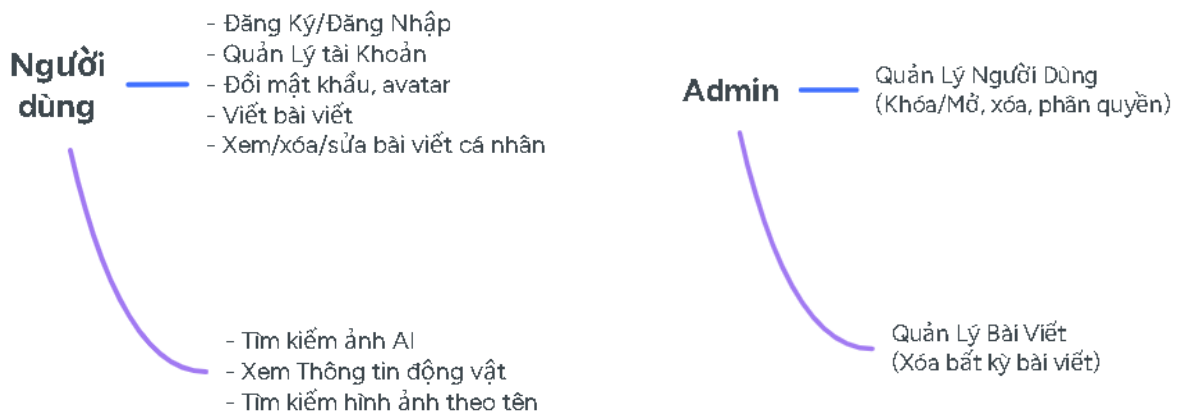 Người
dùng
- Đăng Ký/Đăng Nhập
- Quản Lý tài Khoản
- Đổi mật khẩu, avatar
- Viết bài viết
- Xem/xóa/sửa bài viết cá nhân
- Tìm kiếm ảnh AI
- Xem Thông tin động vật
- Tìm kiếm hình ảnh theo tên
Admin
Quản Lý Người Dùng
(Khóa/Mở, xóa, phân quyền)
Quản Lý Bài Viết
(Xóa bất kỳ bài viết)